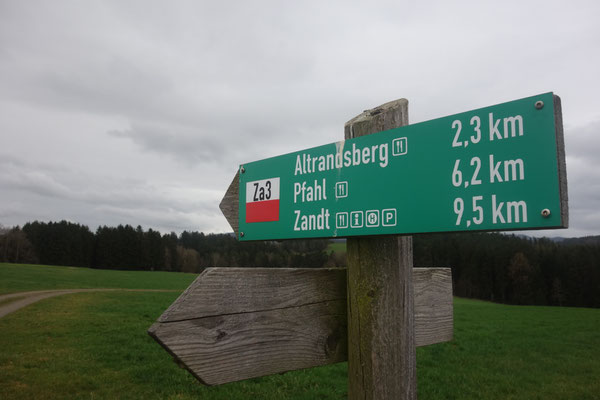 Za3
Altrandsberg 2,3 km
Pfahl 6,2 km
Zandt P 9,5 km